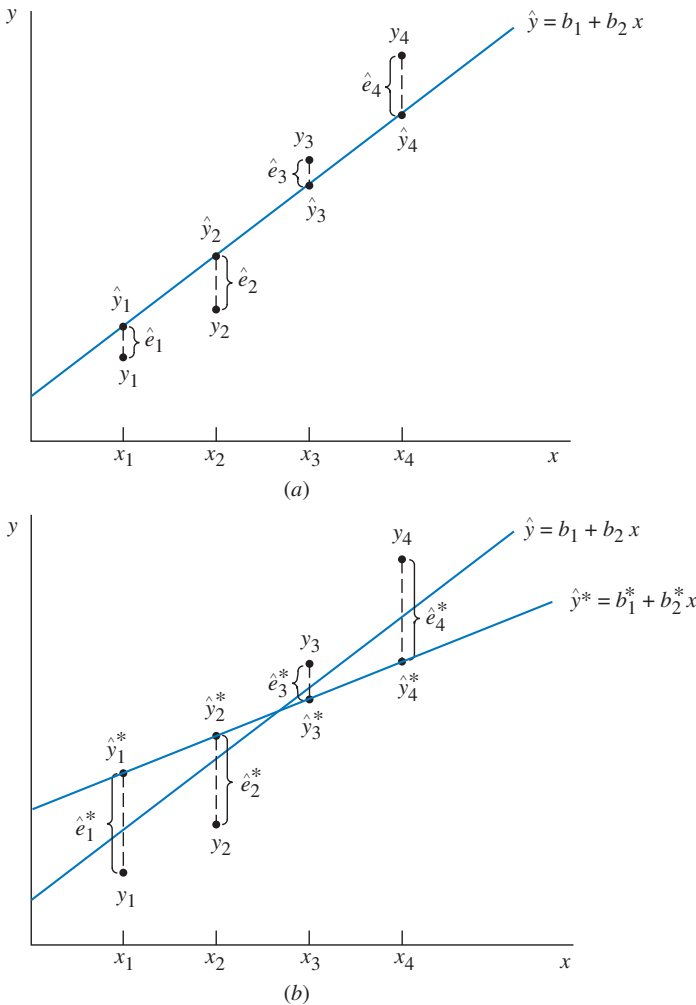 y
ŷ = b₁ + b₂ x
y₄
ê₄
ŷ₄
y₃
ê₃
ŷ₃
ŷ₂
ê₂
y₂
ŷ₁
ê₁
y₁
x₁ x₂ x₃ x₄ x
(a)
y
ŷ = b₁ + b₂ x
y₄
ŷ* = b₁* + b₂* x
ê₄*
ŷ₄*
y₃
ê₃*
ŷ₃*
ŷ₂*
ê₂*
y₂
ŷ₁*
ê₁*
y₁
x₁ x₂ x₃ x₄ x
(b)